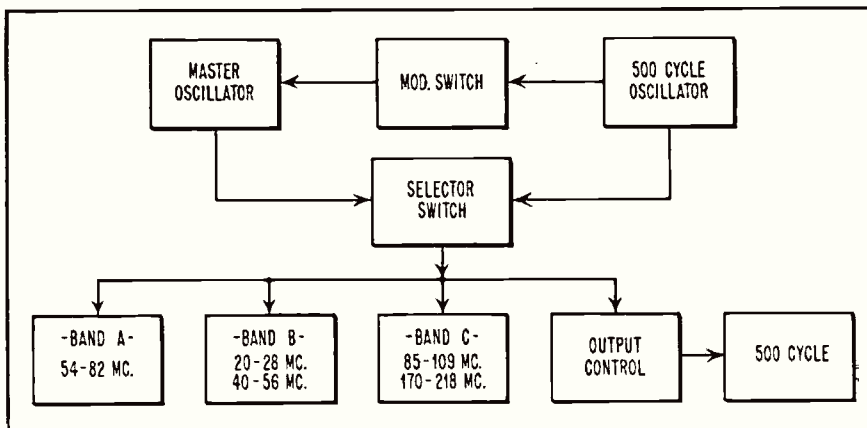 MASTER
OSCILLATOR
MOD. SWITCH
500 CYCLE
OSCILLATOR
SELECTOR
SWITCH
-BAND A-
54-82 MC.
-BAND B-
20-28 MC.
40-56 MC.
-BAND C-
85-109 MC.
170-218 MC.
OUTPUT
CONTROL
500 CYCLE